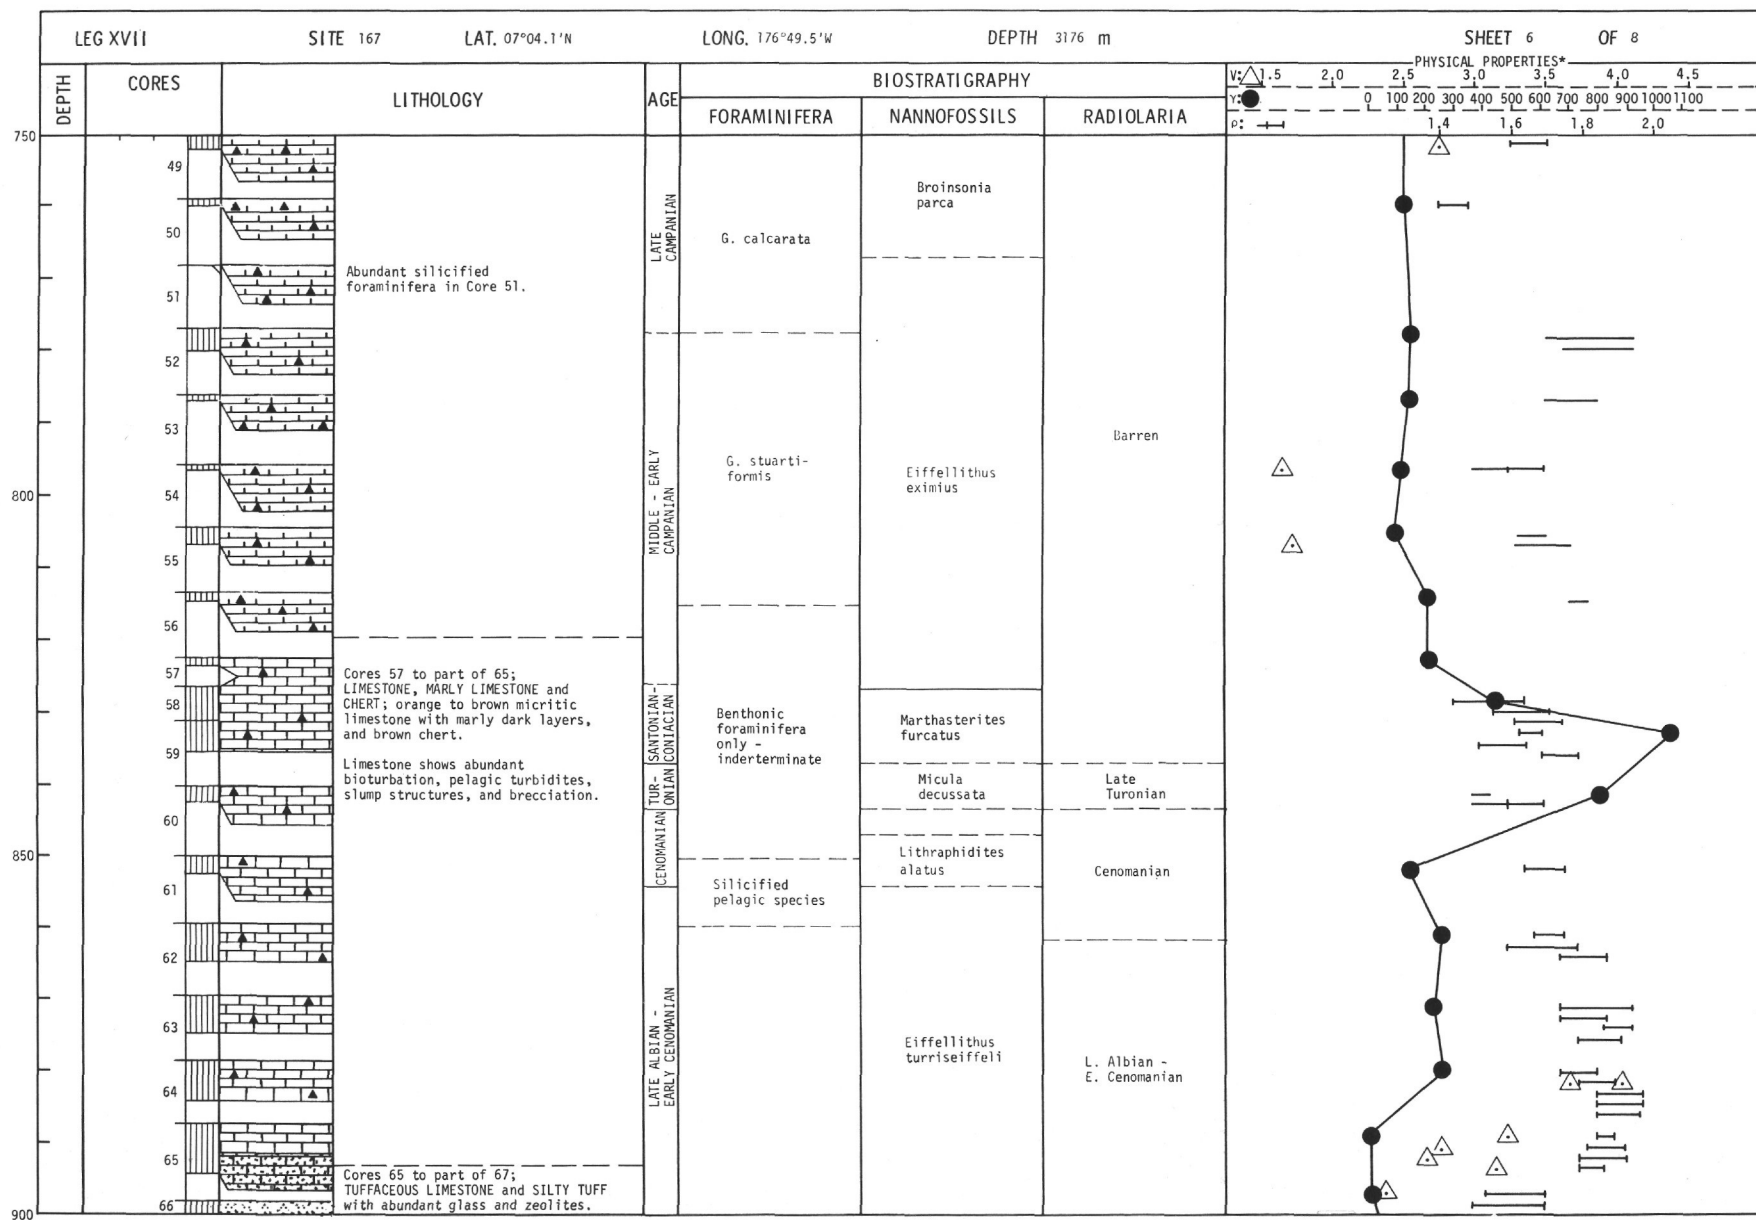 LEG XVII SITE 167 LAT. 07°04.1'N LONG. 176°49.5'W DEPTH 3176 m SHEET 6 OF 8
DEPTH
CORES
LITHOLOGY
AGE
BIOSTRATIGRAPHY
FORAMINIFERA
NANNOFOSSILS
RADIOLARIA
PHYSICAL PROPERTIES*
V: 1.5 2.0 2.5 3.0 3.5 4.0 4.5
γ: 0 100 200 300 400 500 600 700 800 900 1000 1100
ρ: 1.4 1.6 1.8 2.0
750
800
850
900
49
50
51
52
53
54
55
56
57
58
59
60
61
62
63
64
65
66
Abundant silicified
foraminifera in Core 51.
Cores 57 to part of 65;
LIMESTONE, MARLY LIMESTONE and
CHERT; orange to brown micritic
limestone with marly dark layers,
and brown chert.
Limestone shows abundant
bioturbation, pelagic turbidites,
slump structures, and brecciation.
Cores 65 to part of 67;
TUFFACEOUS LIMESTONE and SILTY TUFF
with abundant glass and zeolites.
LATE
CAMPANIAN
MIDDLE - EARLY
CAMPANIAN
SANTONIAN-
CONIACIAN
TUR-
ONIAN
CENOMANIAN
LATE ALBIAN -
EARLY CENOMANIAN
G. calcarata
G. stuarti-
formis
Benthonic
foraminifera
only -
inderterminate
Silicified
pelagic species
Broinsonia
parca
Eiffellithus
eximius
Marthasterites
furcatus
Micula
decussata
Lithraphidites
alatus
Eiffellithus
turriseiffeli
Barren
Late
Turonian
Cenomanian
L. Albian -
E. Cenomanian